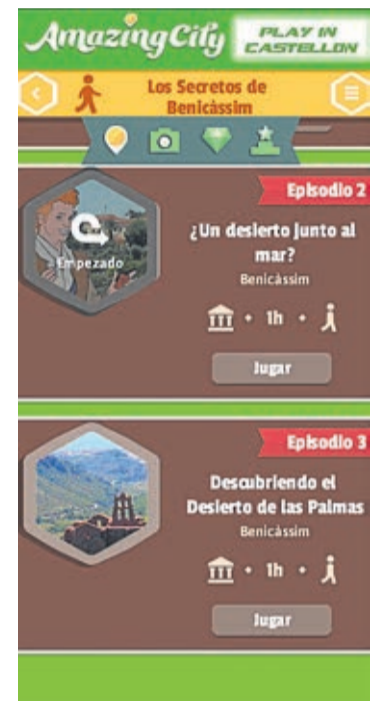 AmazingCity
PLAY IN
CASTELLON
Los Secretos de
Benicàssim
Episodio 2
¿Un desierto junto al
mar?
Benicàssim
Empezado
1h
Jugar
Episodio 3
Descubriendo el
Desierto de las Palmas
Benicàssim
1h
Jugar